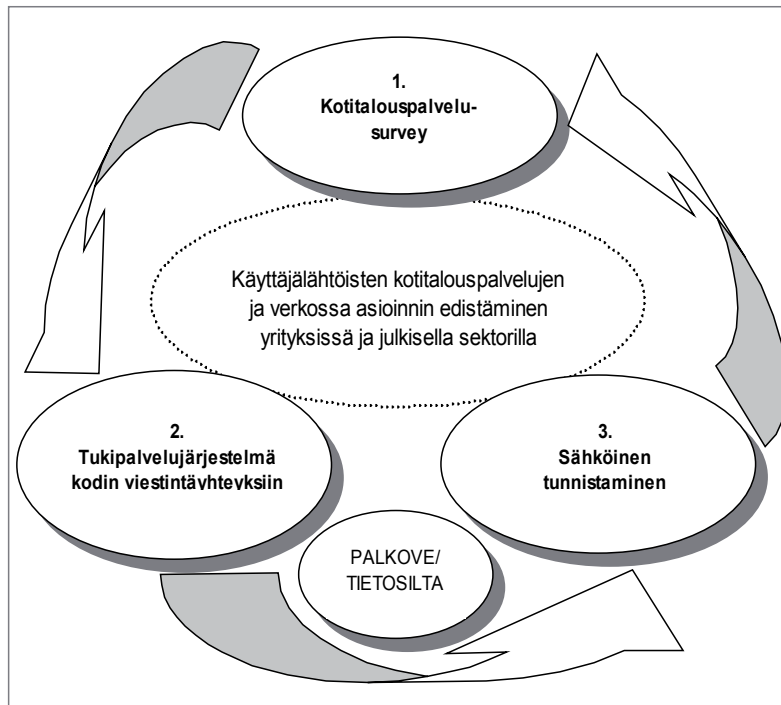 1.
Kotitalouspalvelu-
survey
Käyttäjälähtöisten kotitalouspalvelujen
ja verkossa asioinnin edistäminen
yrityksissä ja julkisella sektorilla
2.
Tukipalvelujärjestelmä
kodin viestintäyhteyksiin
3.
Sähköinen
tunnistaminen
PALKOVE/
TIETOSILTA